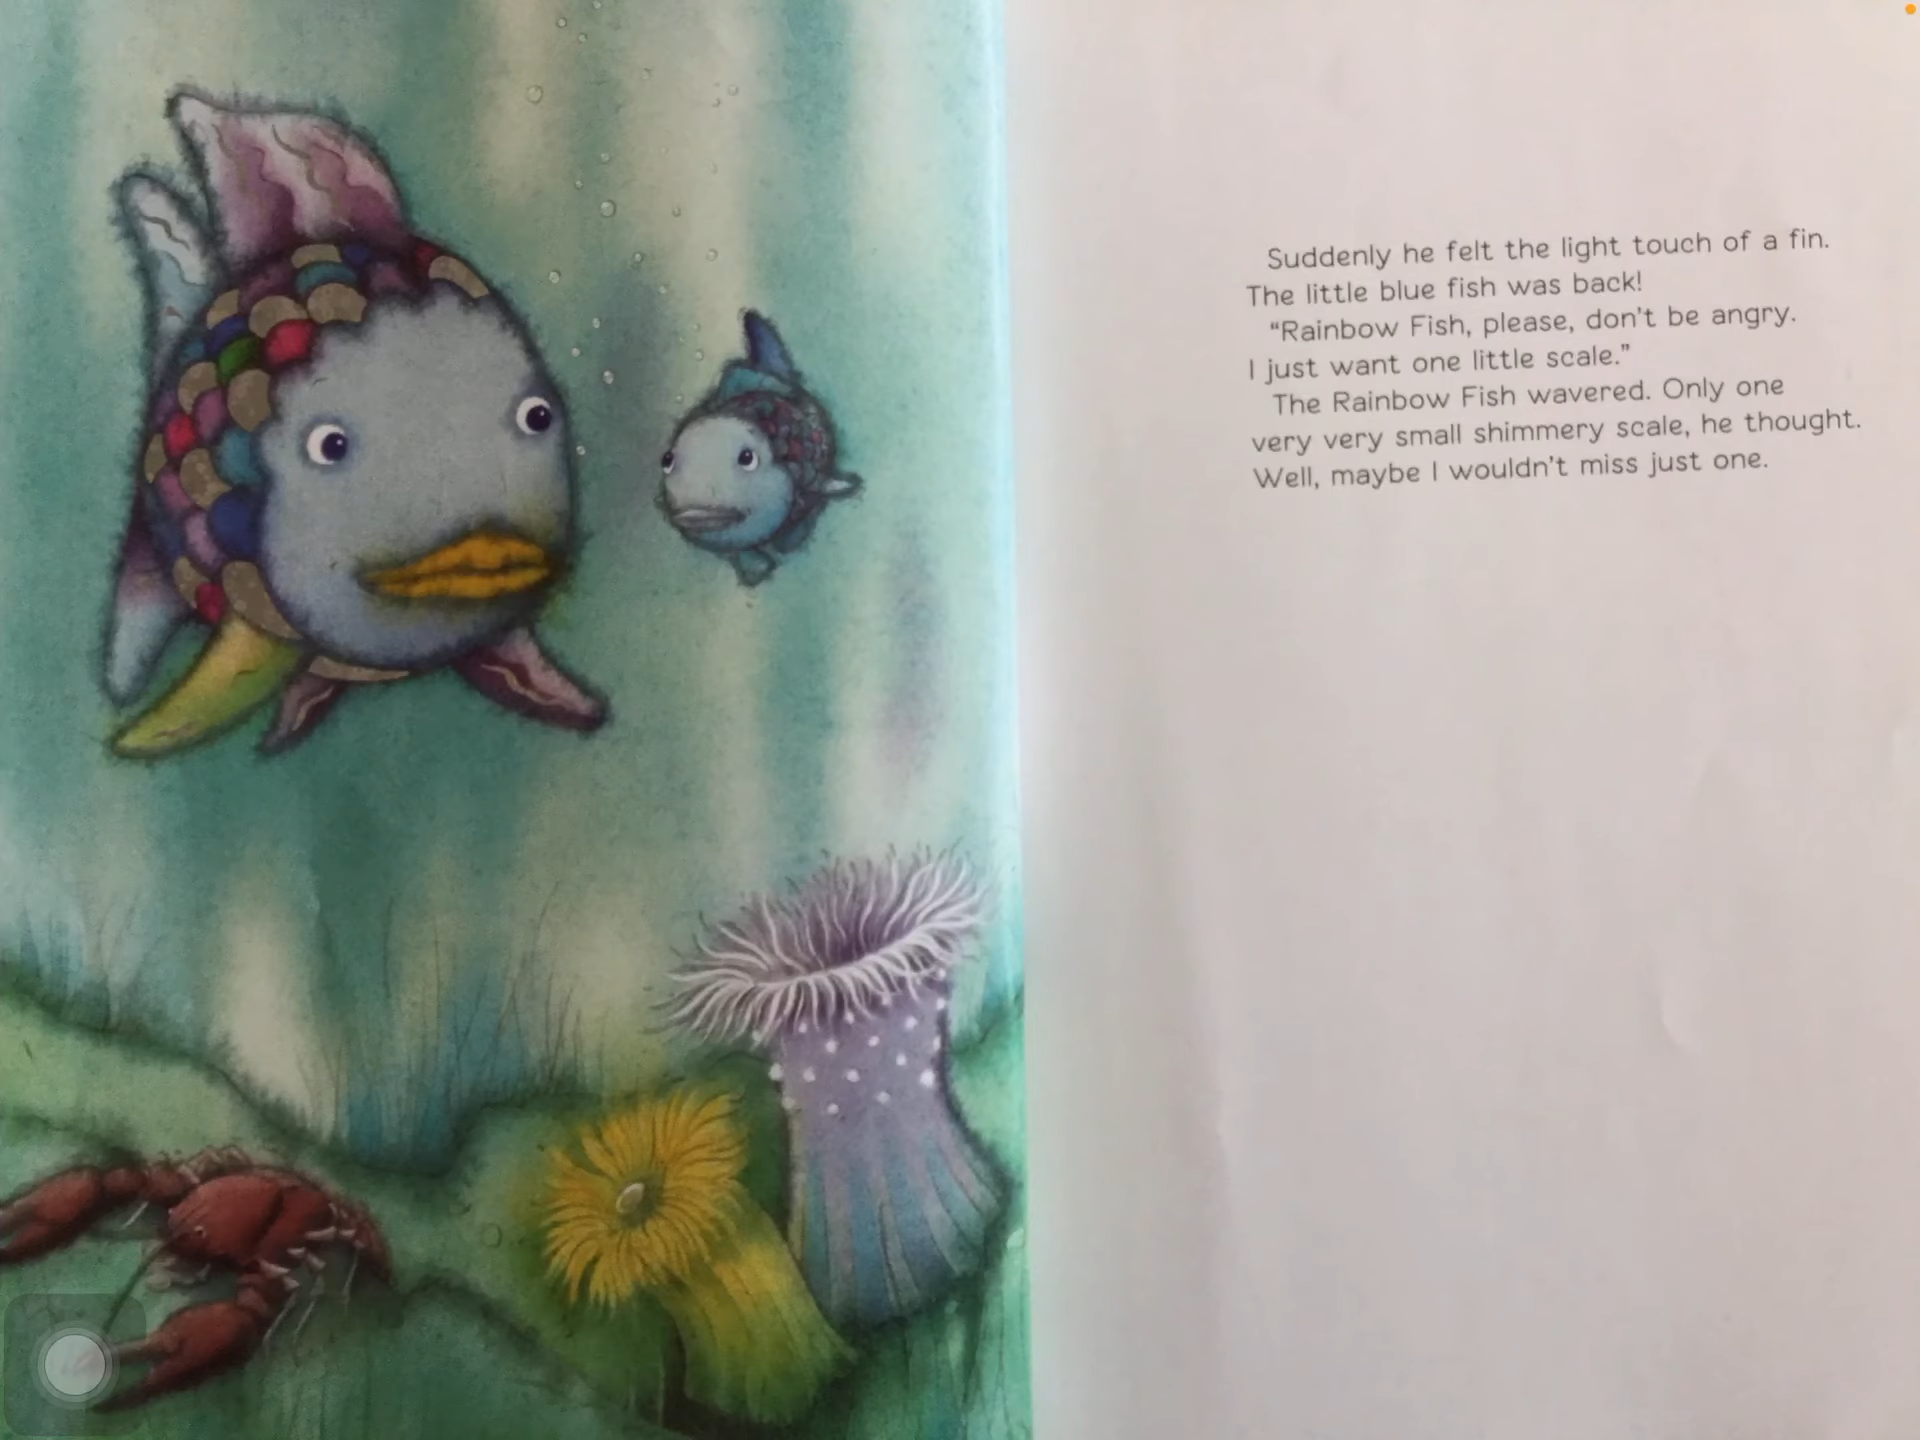 Suddenly he felt the light touch of a fin.
The little blue fish was back!
“Rainbow Fish, please, don't be angry.
I just want one little scale.”
The Rainbow Fish wavered. Only one
very very small shimmery scale, he thought.
Well, maybe I wouldn't miss just one.